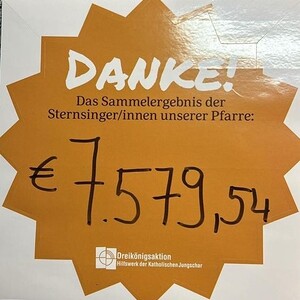 DANKE!
Das Sammelergebnis der
Sternsinger/innen unserer Pfarre:
€ 7.579,54
Dreikönigsaktion
Hilfswerk der Katholischen Jungschar